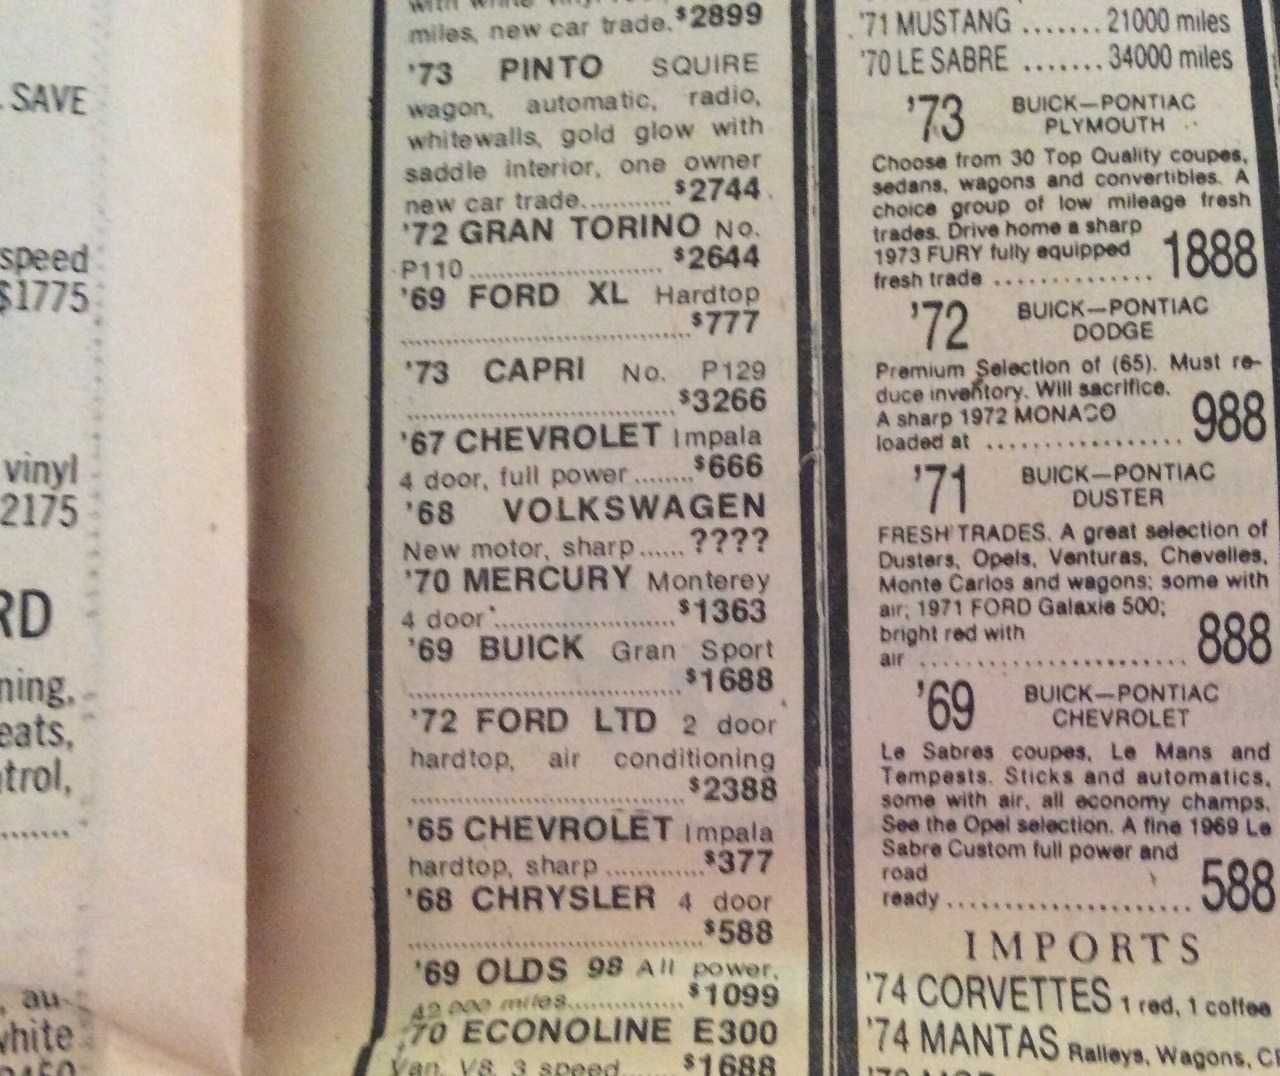 SAVE
speed
$1775
vinyl
2175
RD
ning,
eats,
trol,
au-
white
miles, new car trade. $2899
'73 PINTO SQUIRE
wagon, automatic, radio,
whitewalls, gold glow with
saddle interior, one owner
new car trade............ $2744
'72 GRAN TORINO No.
P110 .......................... $2644
'69 FORD XL Hardtop
.................................... $777
'73 CAPRI No. P129
.................................. $3266
'67 CHEVROLET Impala
4 door, full power ........ $666
'68 VOLKSWAGEN
New motor, sharp...... ????
'70 MERCURY Monterey
4 door ........................ $1363
'69 BUICK Gran Sport
.................................. $1688
'72 FORD LTD 2 door
hardtop, air conditioning
.................................. $2388
'65 CHEVROLET Impala
hardtop, sharp ............. $377
'68 CHRYSLER 4 door
..................................... $588
'69 OLDS 98 All power,
42,000 miles............... $1099
'70 ECONOLINE E300
Van, V8, 3 speed....... $1688
'71 MUSTANG ....... 21000 miles
'70 LE SABRE ....... 34000 miles
'73 BUICK—PONTIAC
PLYMOUTH
Choose from 30 Top Quality coupes,
sedans, wagons and convertibles. A
choice group of low mileage fresh
trades. Drive home a sharp
1973 FURY fully equipped
fresh trade .............. 1888
'72 BUICK—PONTIAC
DODGE
Premium Selection of (65). Must re-
duce inventory. Will sacrifice.
A sharp 1972 MONACO
loaded at ................. 988
'71 BUICK—PONTIAC
DUSTER
FRESH TRADES. A great selection of
Dusters, Opels, Venturas, Chevelles,
Monte Carlos and wagons; some with
air; 1971 FORD Galaxie 500;
bright red with
air ....................... 888
'69 BUICK—PONTIAC
CHEVROLET
Le Sabres coupes, Le Mans and
Tempests. Sticks and automatics,
some with air, all economy champs.
See the Opel selection. A fine 1969 Le
Sabre Custom full power and
road
ready ..................... 588
IMPORTS
'74 CORVETTES 1 red, 1 coffee
'74 MANTAS Ralleys, Wagons,